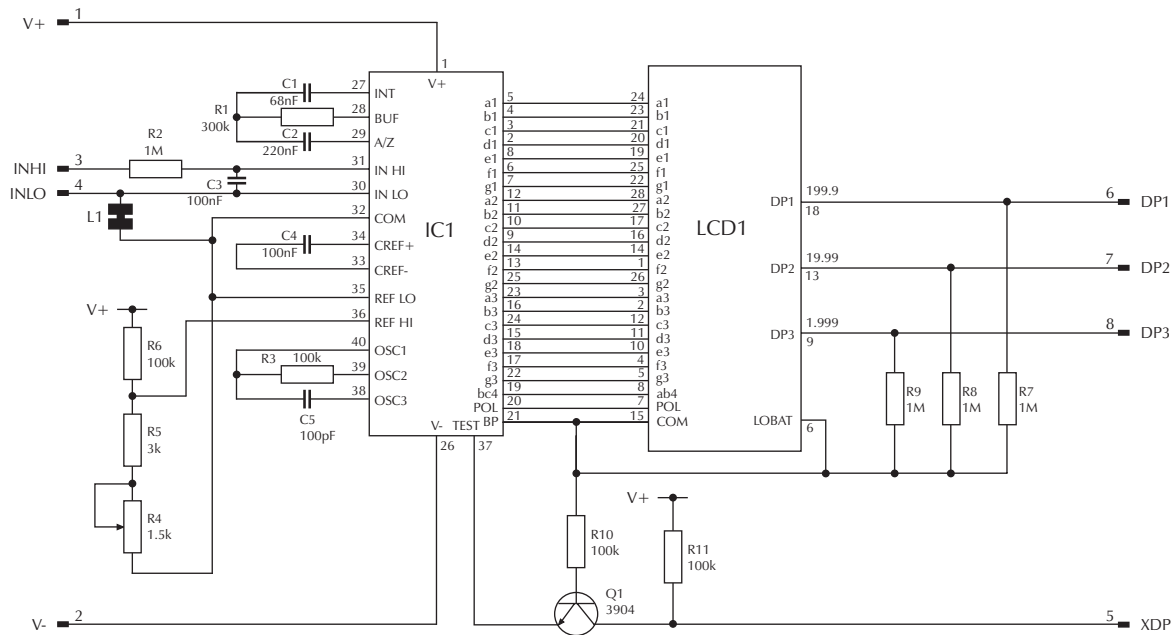 V+ 1
V- 2
INHI 3
INLO 4
R2
1M
C3
100nF
L1
V+
R6
100k
R5
3k
R4
1.5k
C1
68nF
R1
300k
C2
220nF
C4
100nF
R3 100k
C5
100pF
IC1
1
V+
27 INT
28 BUF
29 A/Z
31 IN HI
30 IN LO
32 COM
34 CREF+
33 CREF-
35 REF LO
36 REF HI
40 OSC1
39 OSC2
38 OSC3
V- TEST
26 37
a1 5 24 a1
b1 4 23 b1
c1 3 21 c1
d1 2 20 d1
e1 8 19 e1
f1 6 25 f1
g1 7 22 g1
a2 12 28 a2
b2 11 27 b2
c2 10 17 c2
d2 9 16 d2
e2 14 14 e2
f2 13 1 f2
g2 25 26 g2
a3 23 3 a3
b3 16 2 b3
c3 24 12 c3
d3 15 11 d3
e3 18 10 e3
f3 17 4 f3
g3 22 5 g3
bc4 19 8 ab4
POL 20 7 POL
BP 21 15 COM
LCD1
DP1 199.9
18
DP2 19.99
13
DP3 1.999
9
LOBAT
6
6 DP1
7 DP2
8 DP3
R9
1M
R8
1M
R7
1M
V+
R10
100k
R11
100k
Q1
3904
5 XDP